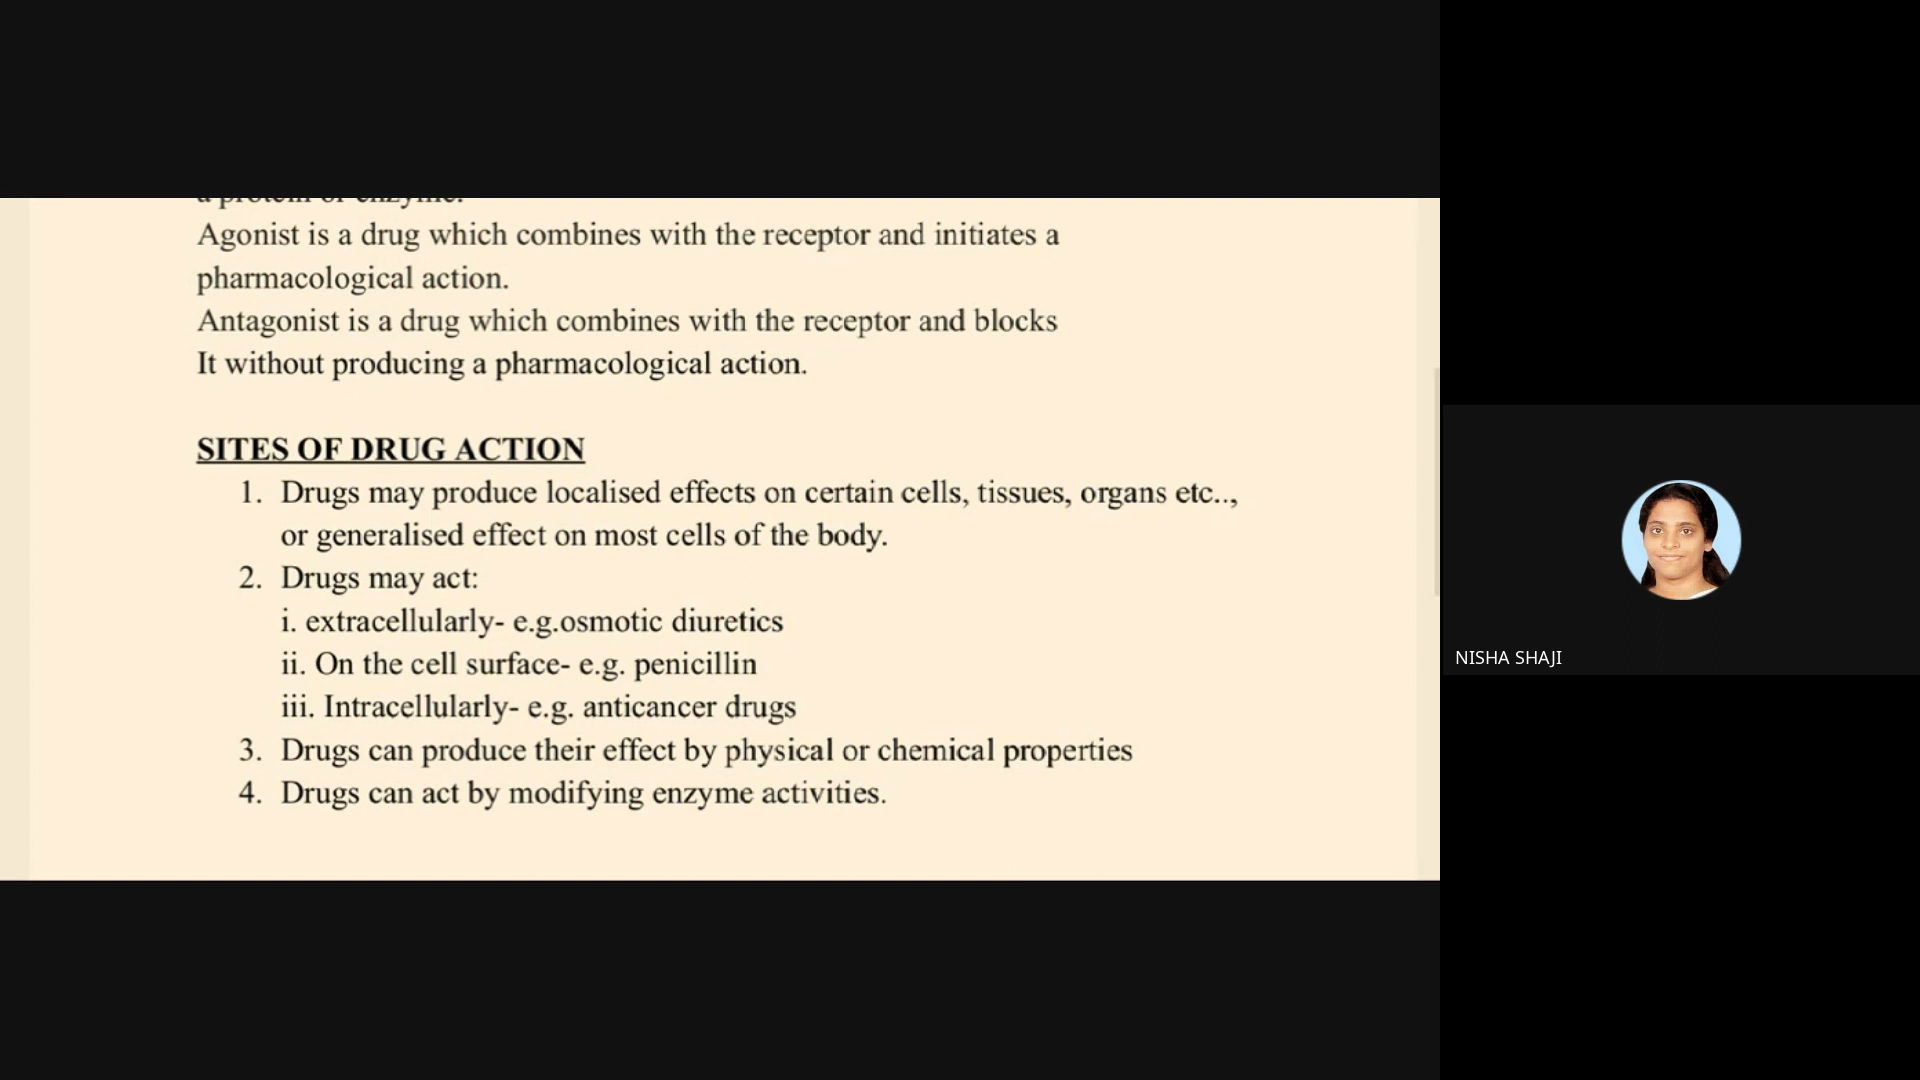 a protein or enzyme.
Agonist is a drug which combines with the receptor and initiates a
pharmacological action.
Antagonist is a drug which combines with the receptor and blocks
It without producing a pharmacological action.
SITES OF DRUG ACTION
1. Drugs may produce localised effects on certain cells, tissues, organs etc..,
or generalised effect on most cells of the body.
2. Drugs may act:
i. extracellularly- e.g.osmotic diuretics
ii. On the cell surface- e.g. penicillin
iii. Intracellularly- e.g. anticancer drugs
3. Drugs can produce their effect by physical or chemical properties
4. Drugs can act by modifying enzyme activities.
NISHA SHAJI